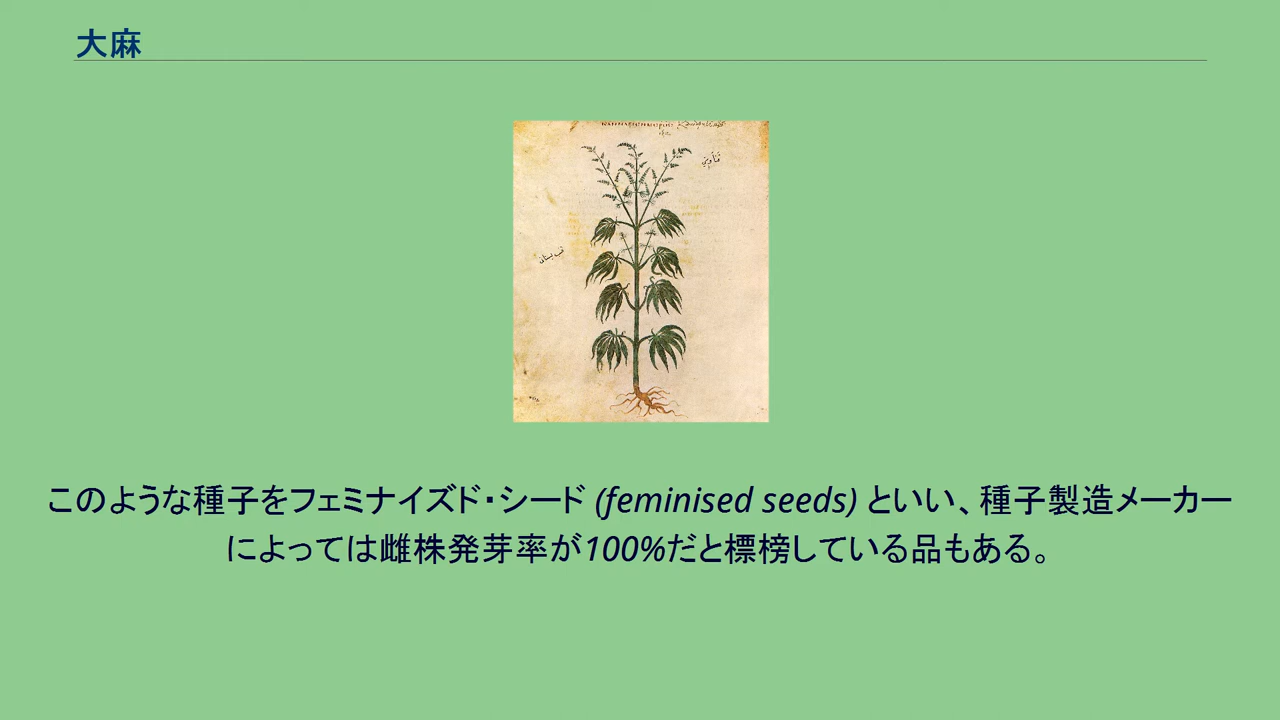 大麻
このような種子をフェミナイズド・シード (feminised seeds) といい、種子製造メーカー
によっては雌株発芽率が100%だと標榜している品もある。